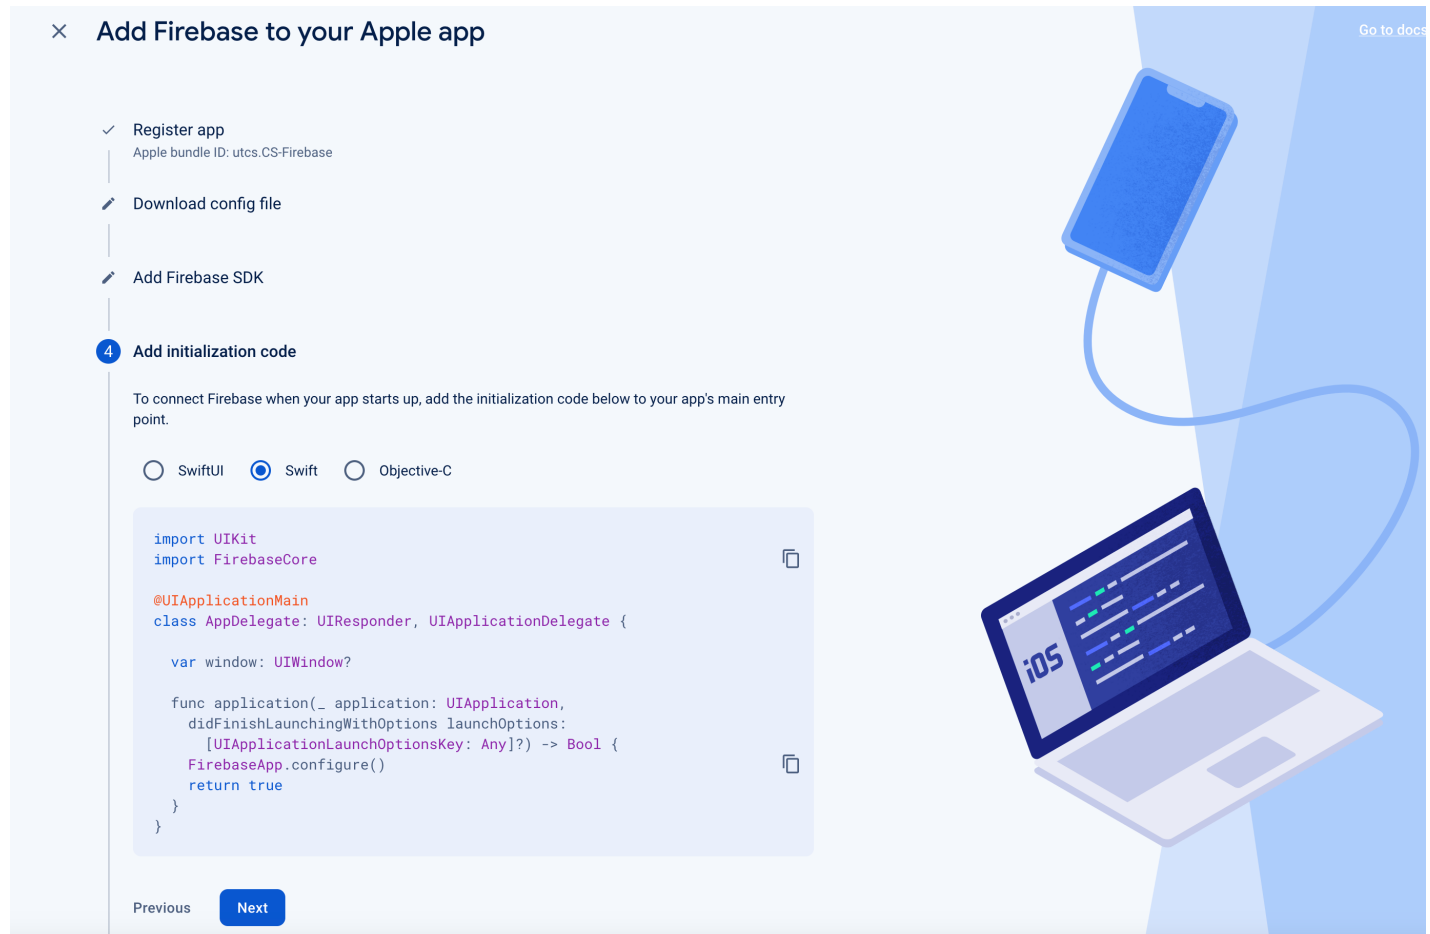 Add Firebase to your Apple app
Go to docs
Register app
Apple bundle ID: utcs.CS-Firebase
Download config file
Add Firebase SDK
4 Add initialization code
To connect Firebase when your app starts up, add the initialization code below to your app's main entry
point.
SwiftUI Swift Objective-C
import UIKit
import FirebaseCore
@UIApplicationMain
class AppDelegate: UIResponder, UIApplicationDelegate {
var window: UIWindow?
func application(_ application: UIApplication,
didFinishLaunchingWithOptions launchOptions:
[UIApplicationLaunchOptionsKey: Any]?) -> Bool {
FirebaseApp.configure()
return true
}
}
iOS
Previous Next